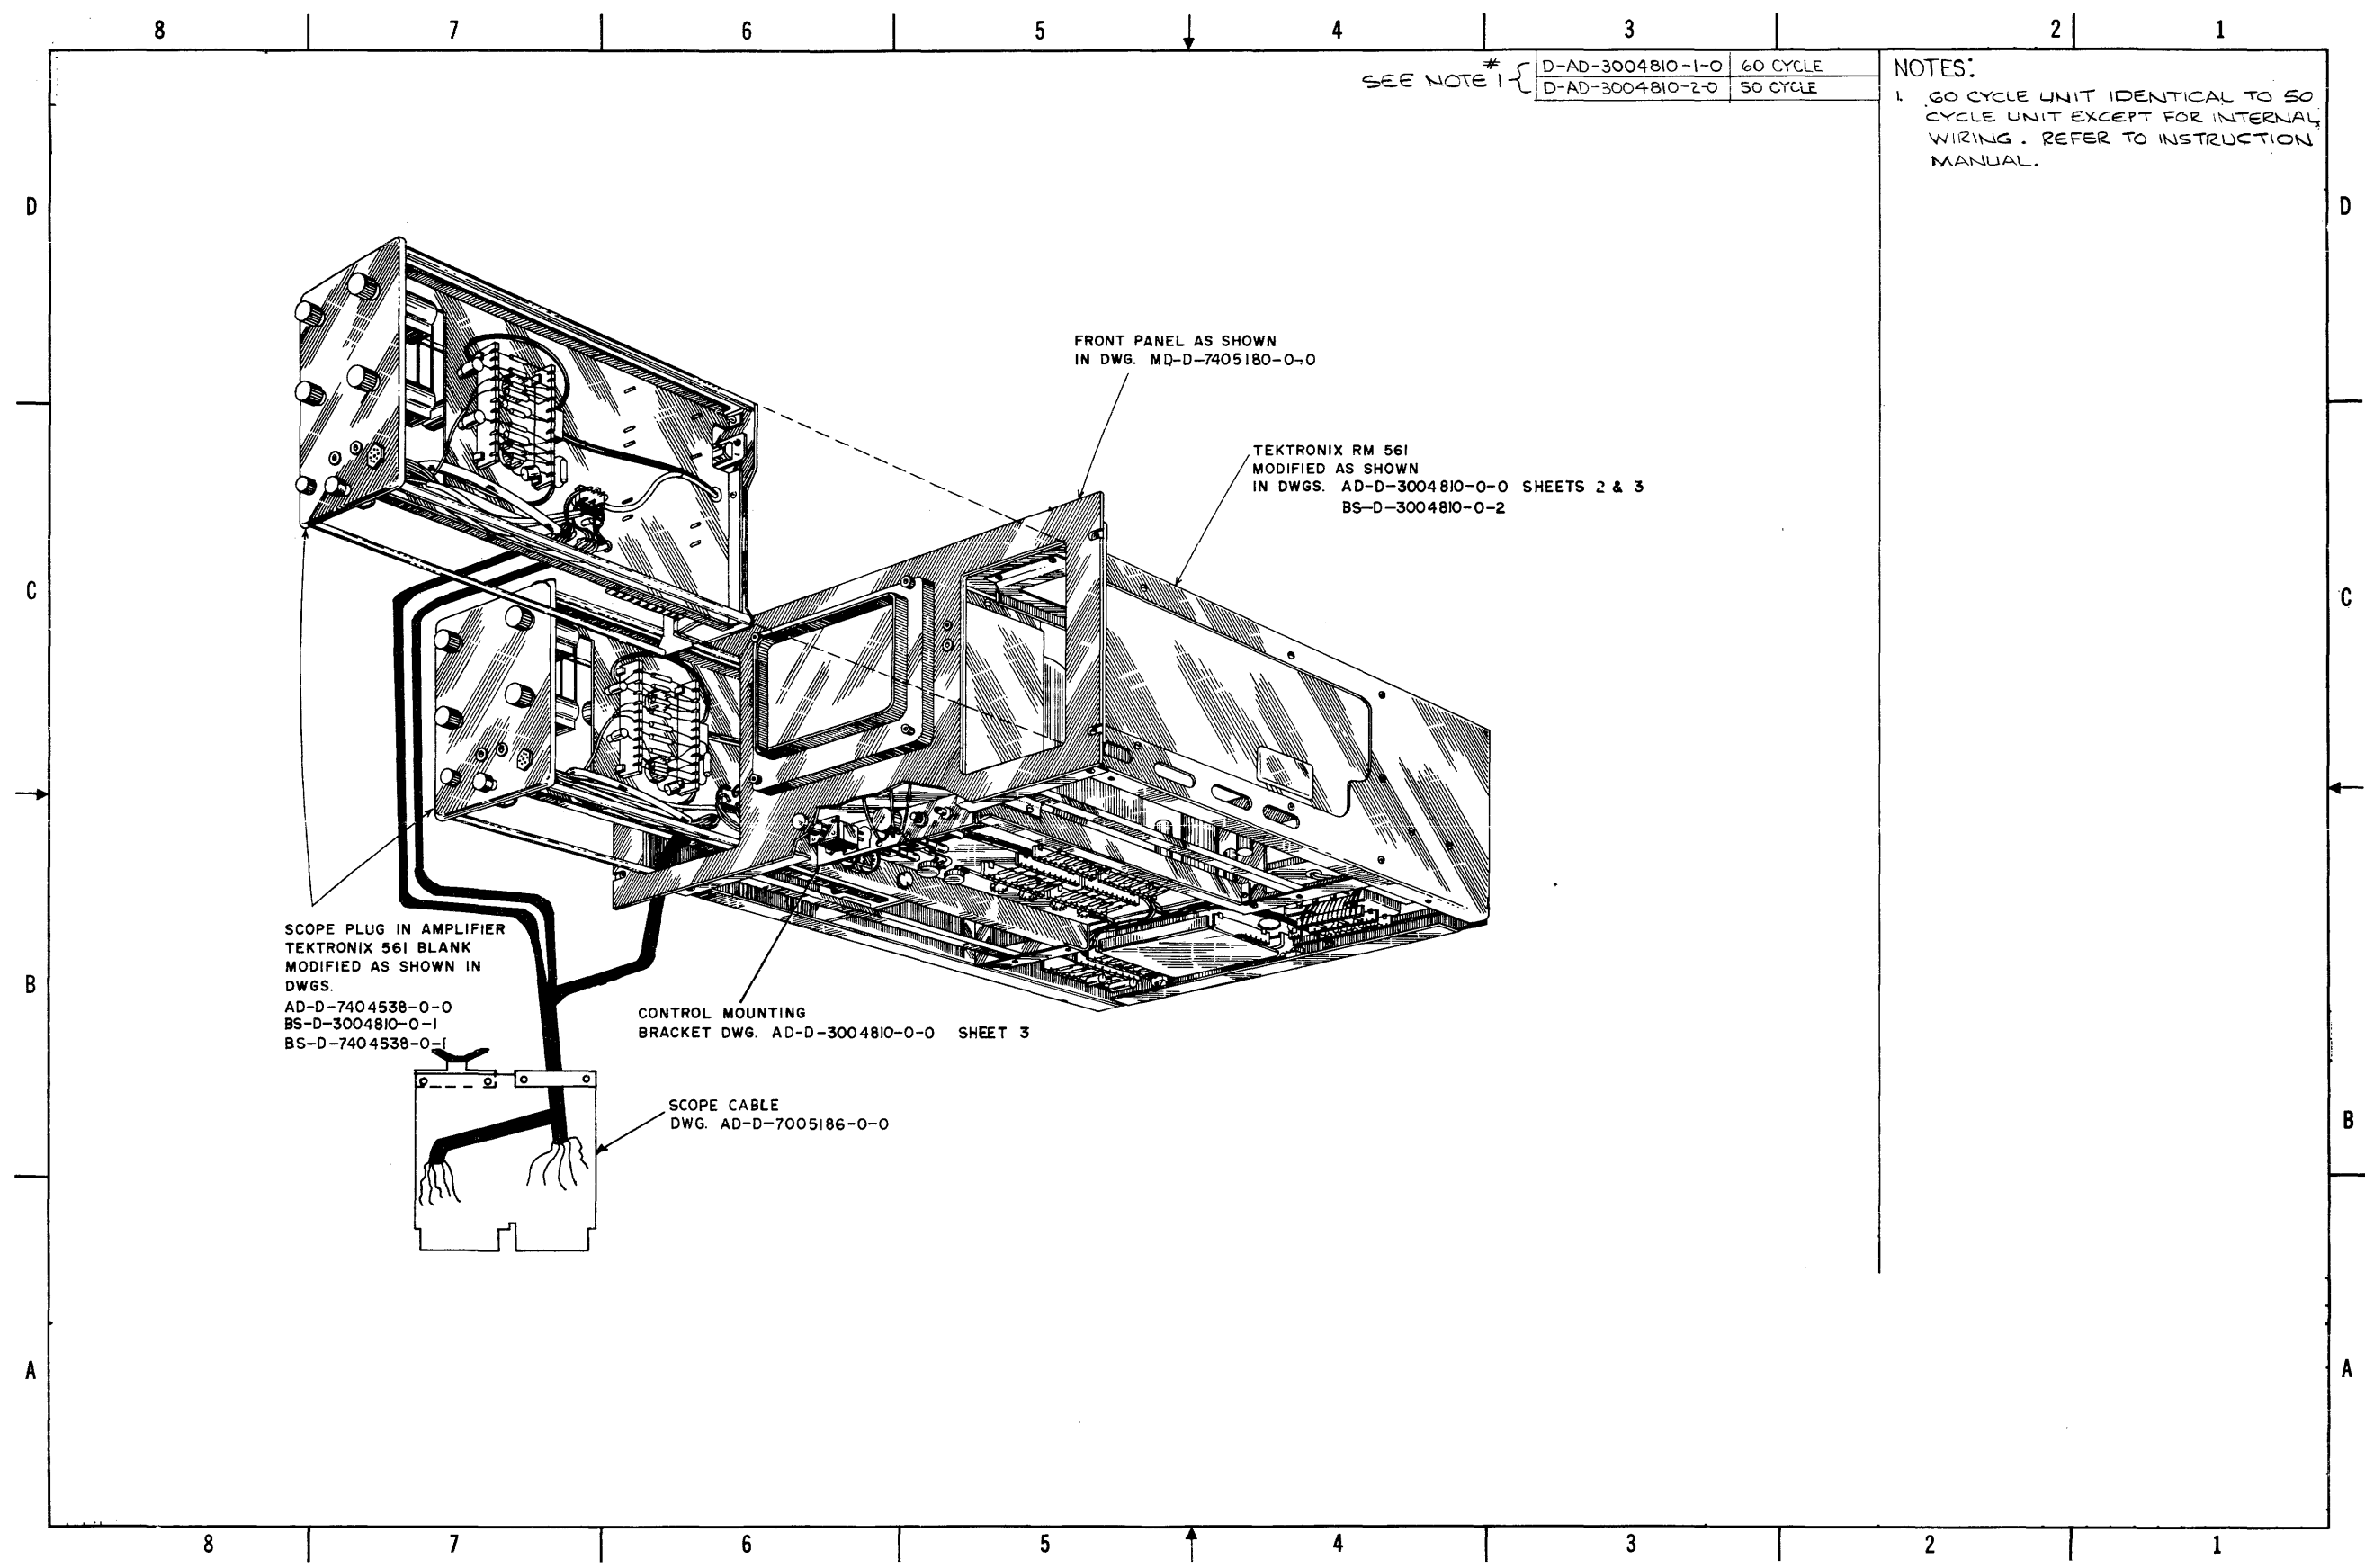 8 7 6 5 4 3 2 1
SEE NOTE # 1
D-AD-3004810-1-0 60 CYCLE
D-AD-3004810-2-0 50 CYCLE
NOTES:
1. 60 CYCLE UNIT IDENTICAL TO 50
CYCLE UNIT EXCEPT FOR INTERNAL
WIRING. REFER TO INSTRUCTION
MANUAL.
D D
FRONT PANEL AS SHOWN
IN DWG. MD-D-7405180-0-0
TEKTRONIX RM 561
MODIFIED AS SHOWN
IN DWGS. AD-D-3004810-0-0 SHEETS 2 & 3
BS-D-3004810-0-2
C C
SCOPE PLUG IN AMPLIFIER
TEKTRONIX 561 BLANK
MODIFIED AS SHOWN IN
DWGS.
AD-D-7404538-0-0
BS-D-3004810-0-1
BS-D-7404538-0-1
B
CONTROL MOUNTING
BRACKET DWG. AD-D-3004810-0-0 SHEET 3
SCOPE CABLE
DWG. AD-D-7005186-0-0
B
A A
8 7 6 5 4 3 2 1